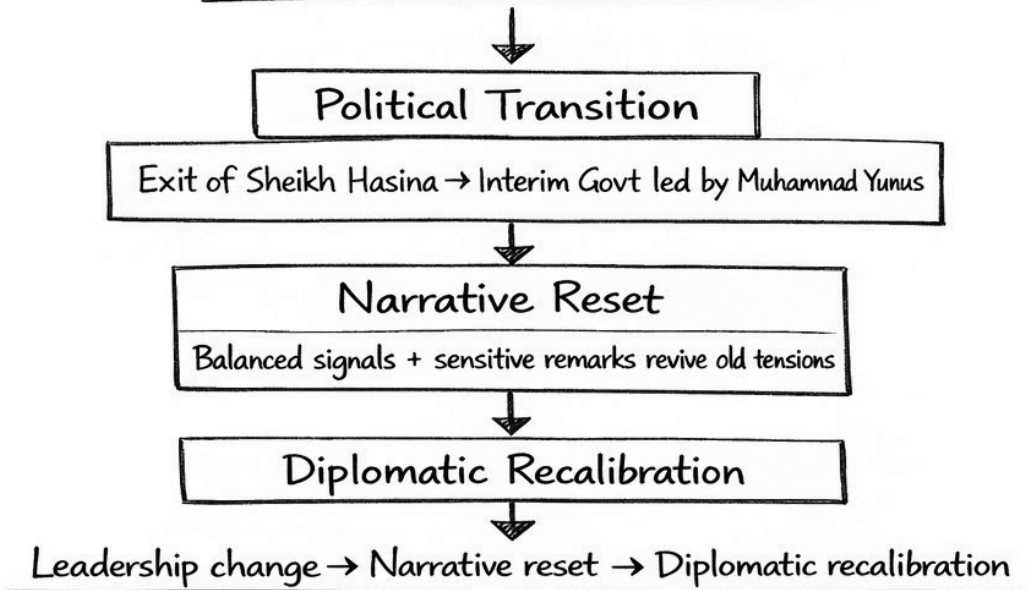 Political Transition
Exit of Sheikh Hasina → Interim Govt led by Muhamnad Yunus
Narrative Reset
Balanced signals + sensitive remarks revive old tensions
Diplomatic Recalibration
Leadership change → Narrative reset → Diplomatic recalibration